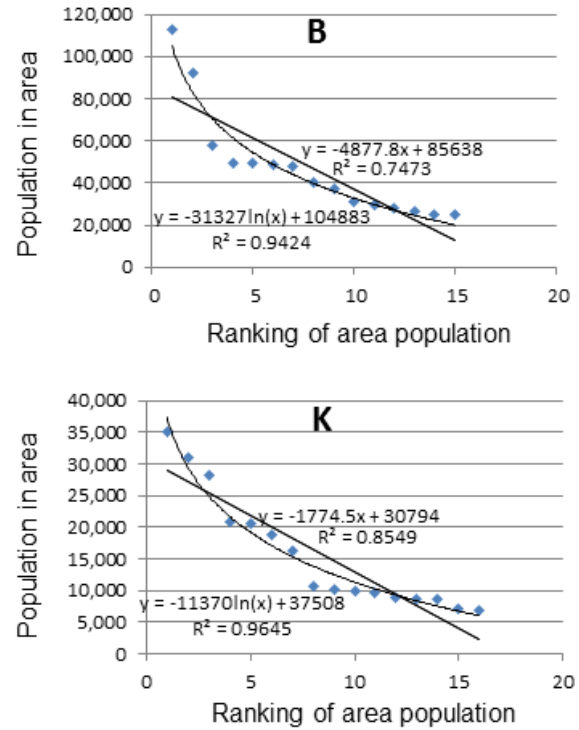 B
Population in area
120,000
100,000
80,000
60,000
40,000
20,000
0
y = -4877.8x + 85638
R² = 0.7473
y = -31327ln(x) + 104883
R² = 0.9424
0 5 10 15 20
Ranking of area population
K
Population in area
40,000
35,000
30,000
25,000
20,000
15,000
10,000
5,000
0
y = -1774.5x + 30794
R² = 0.8549
y = -11370ln(x) + 37508
R² = 0.9645
0 5 10 15 20
Ranking of area population